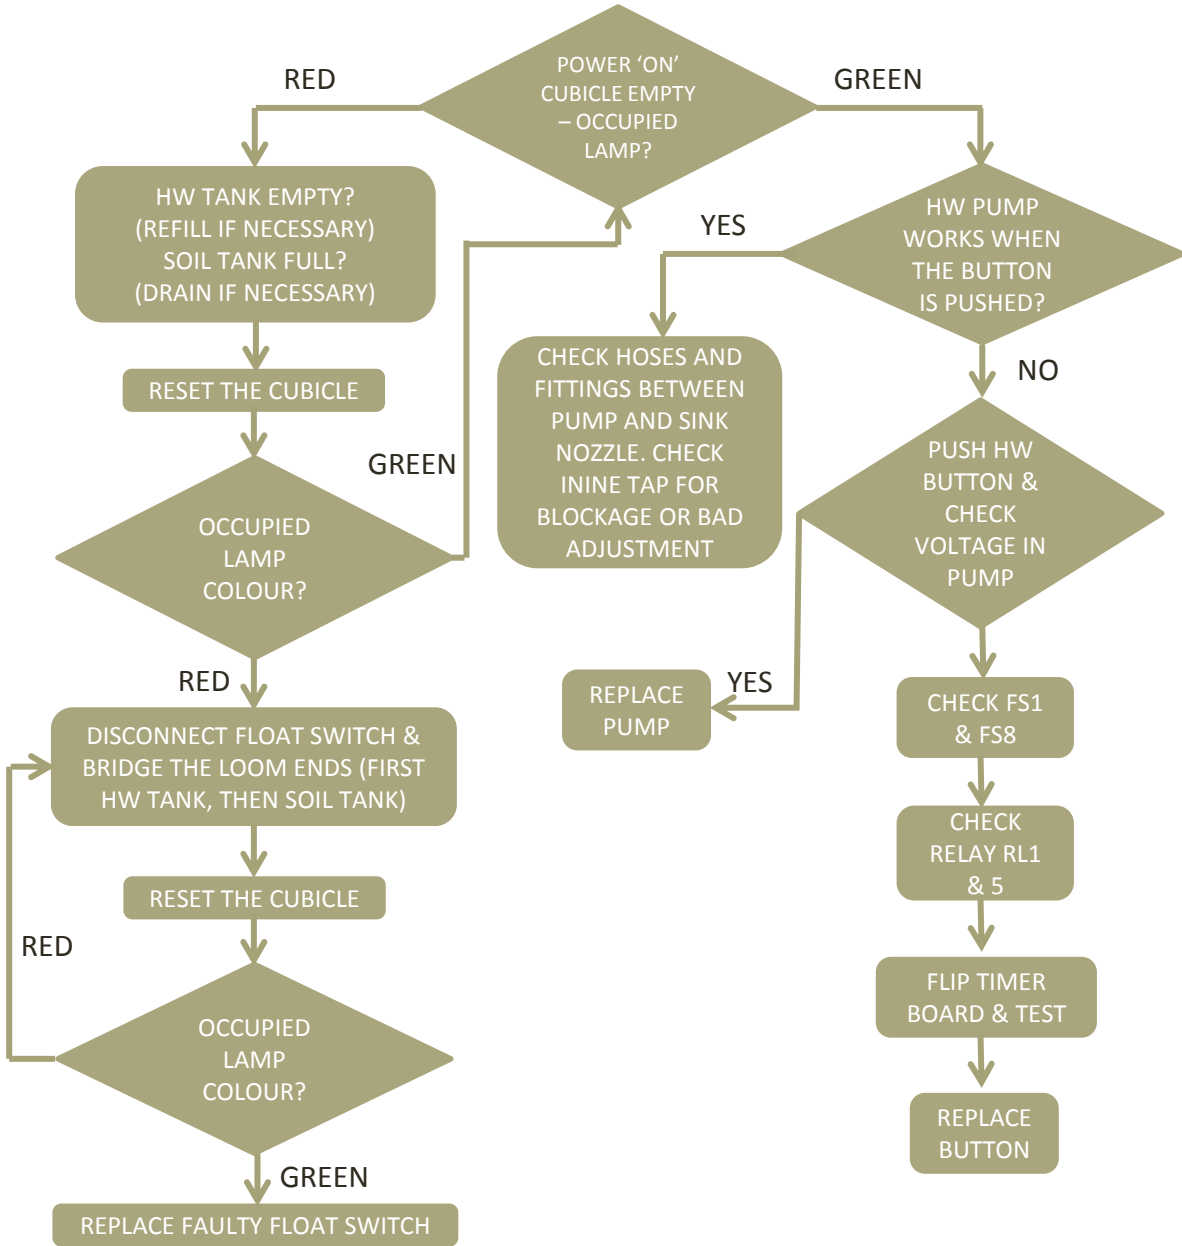 POWER ‘ON’
CUBICLE EMPTY
– OCCUPIED
LAMP?
RED
GREEN
HW TANK EMPTY?
(REFILL IF NECESSARY)
SOIL TANK FULL?
(DRAIN IF NECESSARY)
HW PUMP
WORKS WHEN
THE BUTTON
IS PUSHED?
YES
RESET THE CUBICLE
CHECK HOSES AND
FITTINGS BETWEEN
PUMP AND SINK
NOZZLE. CHECK
ININE TAP FOR
BLOCKAGE OR BAD
ADJUSTMENT
NO
GREEN
OCCUPIED
LAMP
COLOUR?
PUSH HW
BUTTON &
CHECK
VOLTAGE IN
PUMP
RED
YES
REPLACE
PUMP
CHECK FS1
& FS8
DISCONNECT FLOAT SWITCH &
BRIDGE THE LOOM ENDS (FIRST
HW TANK, THEN SOIL TANK)
CHECK
RELAY RL1
& 5
RESET THE CUBICLE
RED
FLIP TIMER
BOARD & TEST
OCCUPIED
LAMP
COLOUR?
REPLACE
BUTTON
GREEN
REPLACE FAULTY FLOAT SWITCH